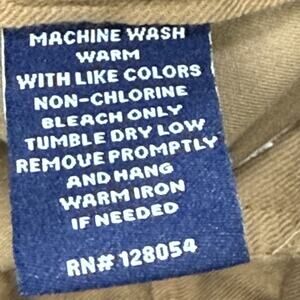 MACHINE WASH
WARM
WITH LIKE COLORS
NON-CHLORINE
BLEACH ONLY
TUMBLE DRY LOW
REMOVE PROMPTLY
AND HANG
WARM IRON
IF NEEDED
RN# 128054